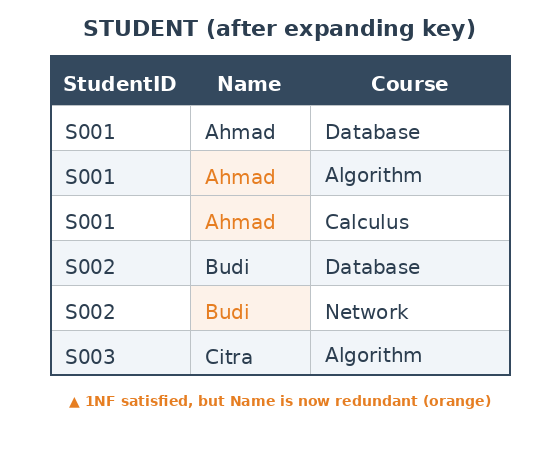 STUDENT (after expanding key)
StudentID Name Course
S001 Ahmad Database
S001 Ahmad Algorithm
S001 Ahmad Calculus
S002 Budi Database
S002 Budi Network
S003 Citra Algorithm
▲ 1NF satisfied, but Name is now redundant (orange)